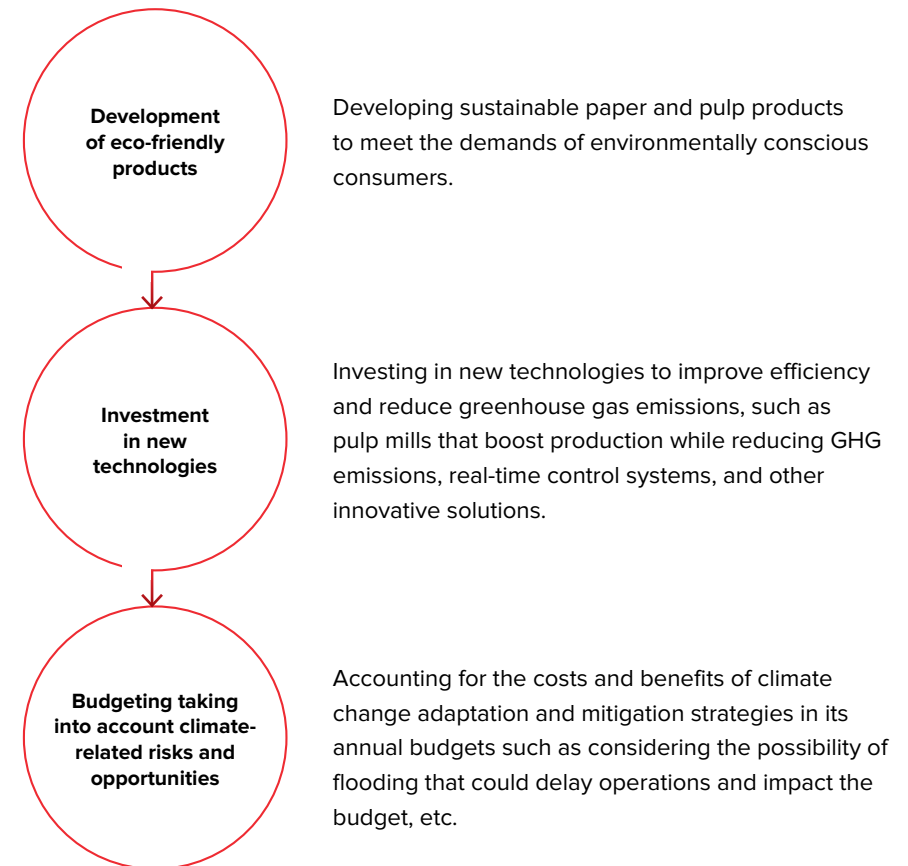 Development
of eco-friendly
products
Developing sustainable paper and pulp products
to meet the demands of environmentally conscious
consumers.
Investment
in new
technologies
Investing in new technologies to improve efficiency
and reduce greenhouse gas emissions, such as
pulp mills that boost production while reducing GHG
emissions, real-time control systems, and other
innovative solutions.
Budgeting taking
into account climate-
related risks and
opportunities
Accounting for the costs and benefits of climate
change adaptation and mitigation strategies in its
annual budgets such as considering the possibility of
flooding that could delay operations and impact the
budget, etc.